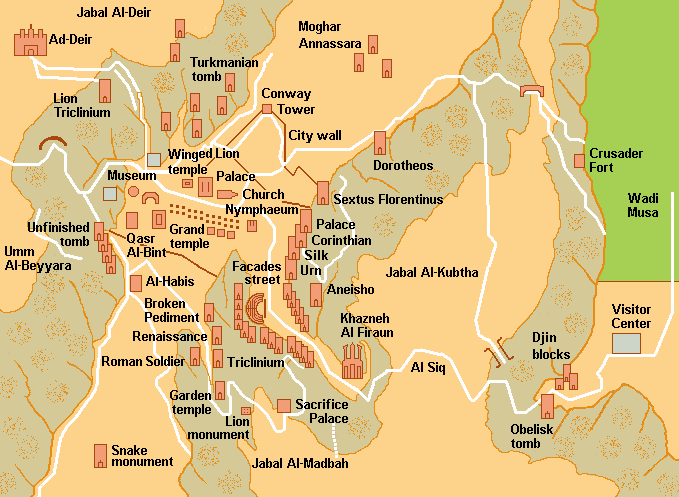 Jabal Al-Deir
Ad-Deir
Moghar
Annassara
Turkmanian
tomb
Lion
Triclinium
Conway
Tower
City wall
Winged Lion
temple
Dorotheos
Crusader
Fort
Museum
Palace
Church
Nymphaeum
Sextus Florentinus
Wadi
Musa
Unfinished
tomb
Qasr
Al-Bint
Grand
temple
Palace
Corinthian
Silk
Urn
Umm
Al-Beyyara
Al-Habis
Facades
street
Aneisho
Jabal Al-Kubtha
Broken
Pediment
Khazneh
Al Firaun
Visitor
Center
Renaissance
Djin
blocks
Roman Soldier
Triclinium
Al Siq
Garden
temple
Lion
monument
Sacrifice
Palace
Obelisk
tomb
Snake
monument
Jabal Al-Madbah